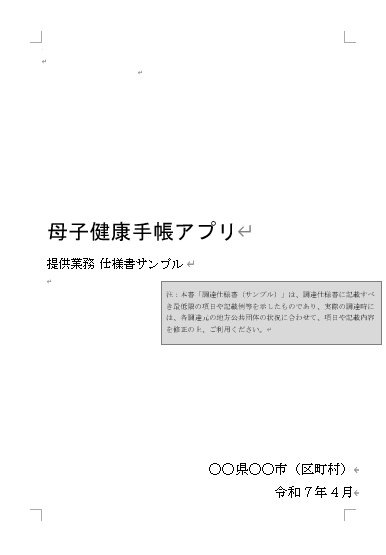 母子健康手帳アプリ
提供業務 仕様書サンプル
注：本書「調達仕様書（サンプル）」は、調達仕様書に記載すべ
き最低限の項目や記載例等を示したものであり、実際の調達時に
は、各調達元の地方公共団体の状況に合わせて、項目や記載内容
を修正の上、ご利用ください。
〇〇県〇〇市（区町村）
令和７年４月